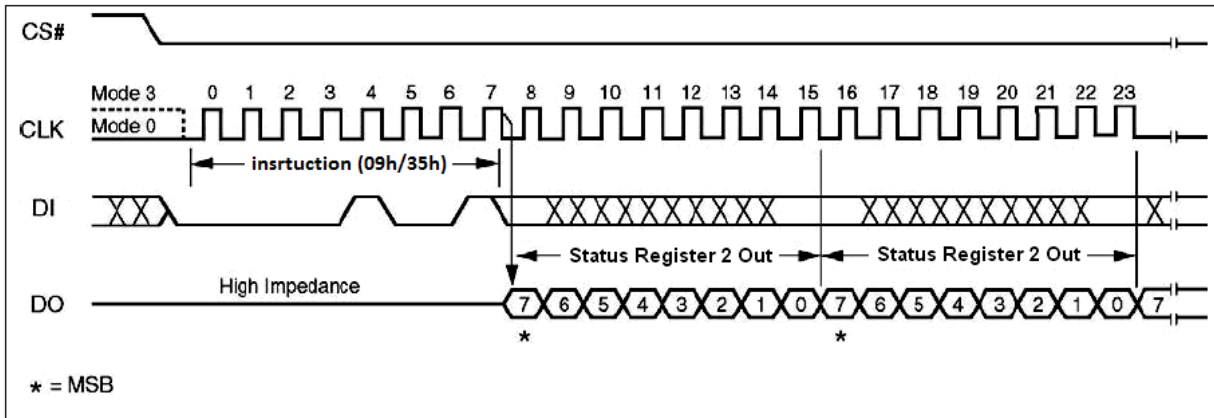 CS#
Mode 3
Mode 0
CLK
0 1 2 3 4 5 6 7 8 9 10 11 12 13 14 15 16 17 18 19 20 21 22 23
insrtuction (09h/35h)
DI
Status Register 2 Out
Status Register 2 Out
High Impedance
DO
7 6 5 4 3 2 1 0 7 6 5 4 3 2 1 0 7
* *
* = MSB